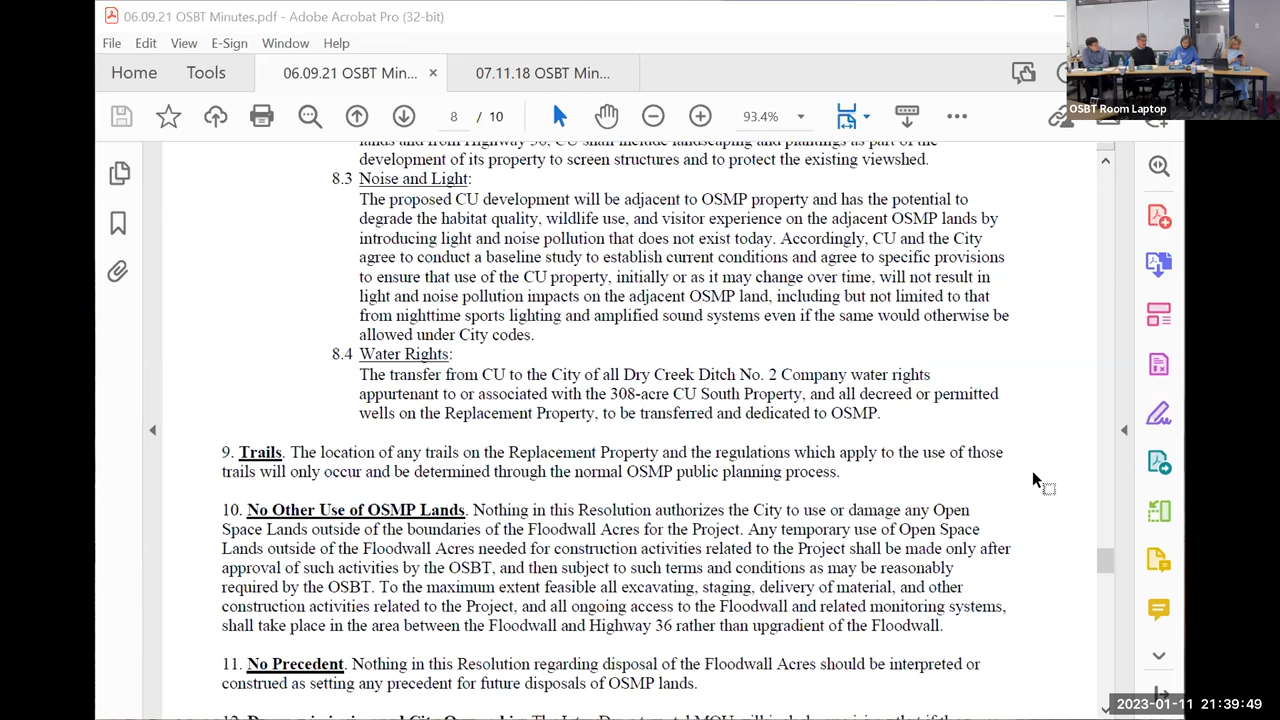 06.09.21 OSBT Minutes.pdf - Adobe Acrobat Pro (32-bit)
File Edit View E-Sign Window Help
Home Tools 06.09.21 OSBT Min... × 07.11.18 OSBT Min...
OSBT Room Laptop
8 / 10 93.4%
lands and from Highway 36, CU shall include landscaping and plantings as part of the
development of its property to screen structures and to protect the existing viewshed.
8.3 Noise and Light:
The proposed CU development will be adjacent to OSMP property and has the potential to
degrade the habitat quality, wildlife use, and visitor experience on the adjacent OSMP lands by
introducing light and noise pollution that does not exist today. Accordingly, CU and the City
agree to conduct a baseline study to establish current conditions and agree to specific provisions
to ensure that use of the CU property, initially or as it may change over time, will not result in
light and noise pollution impacts on the adjacent OSMP land, including but not limited to that
from nighttime sports lighting and amplified sound systems even if the same would otherwise be
allowed under City codes.
8.4 Water Rights:
The transfer from CU to the City of all Dry Creek Ditch No. 2 Company water rights
appurtenant to or associated with the 308-acre CU South Property, and all decreed or permitted
wells on the Replacement Property, to be transferred and dedicated to OSMP.
9. Trails. The location of any trails on the Replacement Property and the regulations which apply to the use of those
trails will only occur and be determined through the normal OSMP public planning process.
10. No Other Use of OSMP Lands. Nothing in this Resolution authorizes the City to use or damage any Open
Space Lands outside of the boundaries of the Floodwall Acres for the Project. Any temporary use of Open Space
Lands outside of the Floodwall Acres needed for construction activities related to the Project shall be made only after
approval of such activities by the OSBT, and then subject to such terms and conditions as may be reasonably
required by the OSBT. To the maximum extent feasible all excavating, staging, delivery of material, and other
construction activities related to the Project, and all ongoing access to the Floodwall and related monitoring systems,
shall take place in the area between the Floodwall and Highway 36 rather than upgradient of the Floodwall.
11. No Precedent. Nothing in this Resolution regarding disposal of the Floodwall Acres should be interpreted or
construed as setting any precedent for future disposals of OSMP lands.
2023-01-11 21:39:49